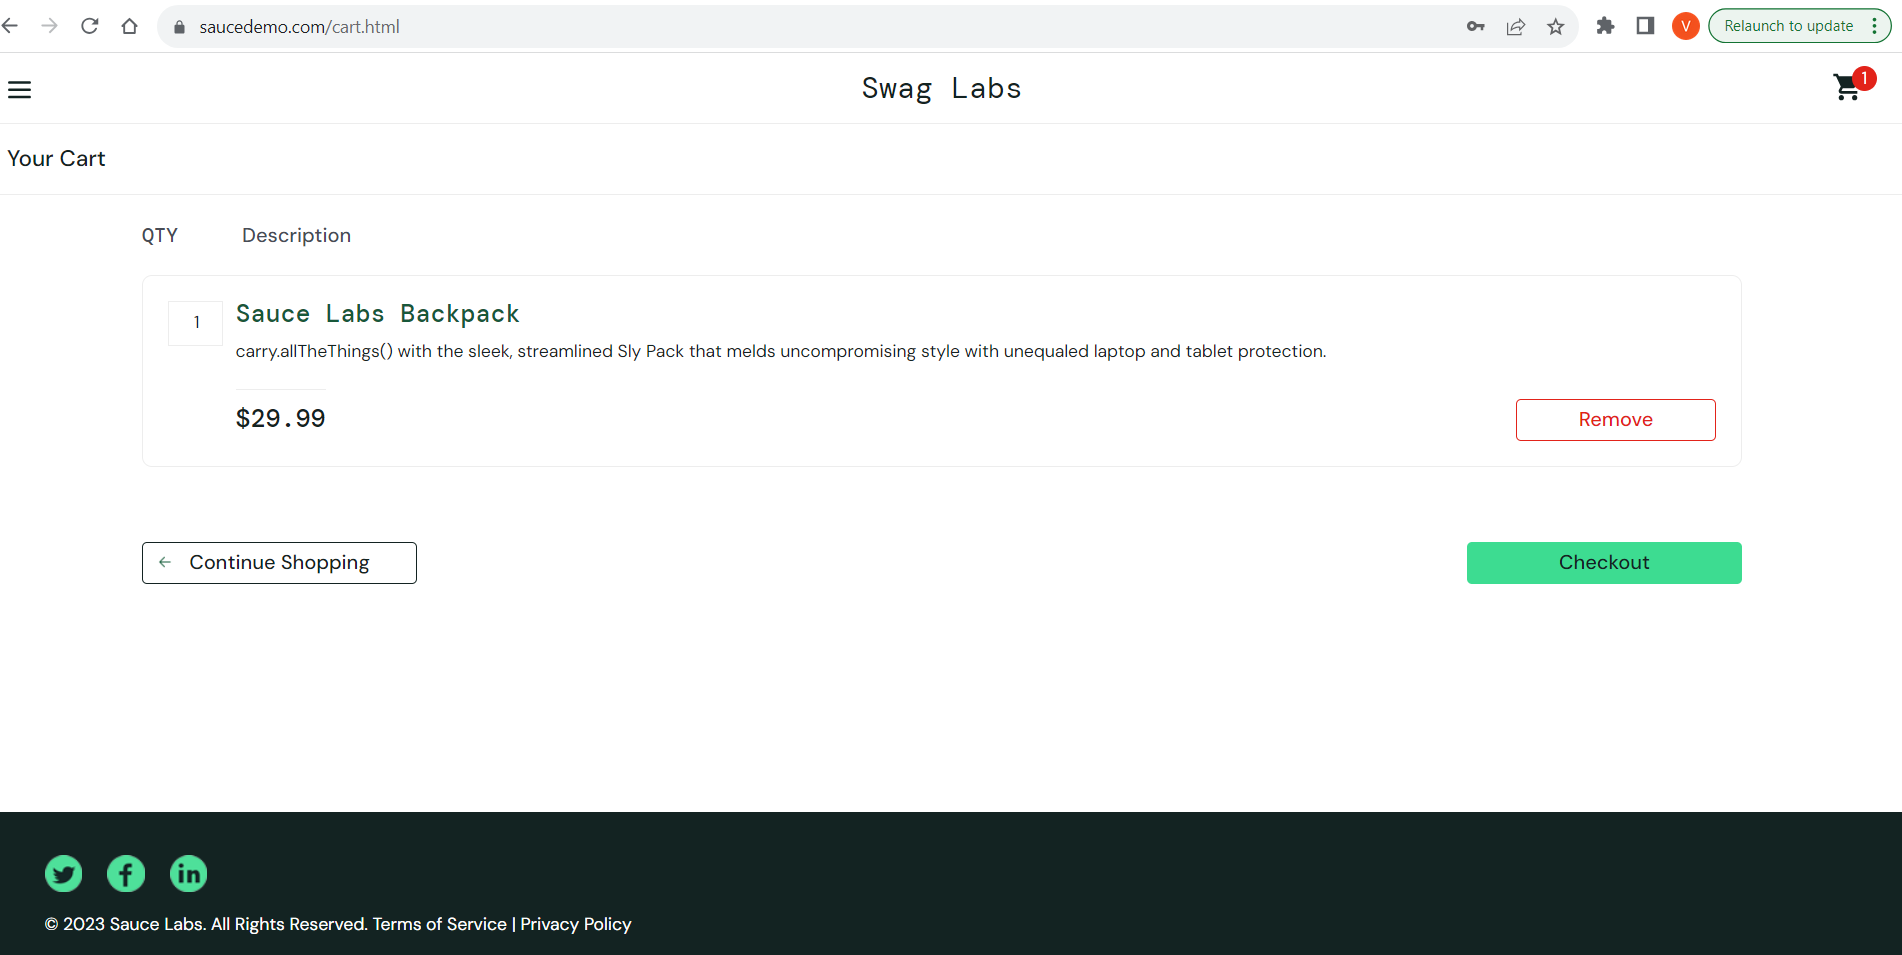 saucedemo.com/cart.html
V
Relaunch to update
Swag Labs
1
Your Cart
QTY Description
1
Sauce Labs Backpack
carry.allTheThings() with the sleek, streamlined Sly Pack that melds uncompromising style with unequaled laptop and tablet protection.
$29.99
Remove
Continue Shopping
Checkout
© 2023 Sauce Labs. All Rights Reserved. Terms of Service | Privacy Policy